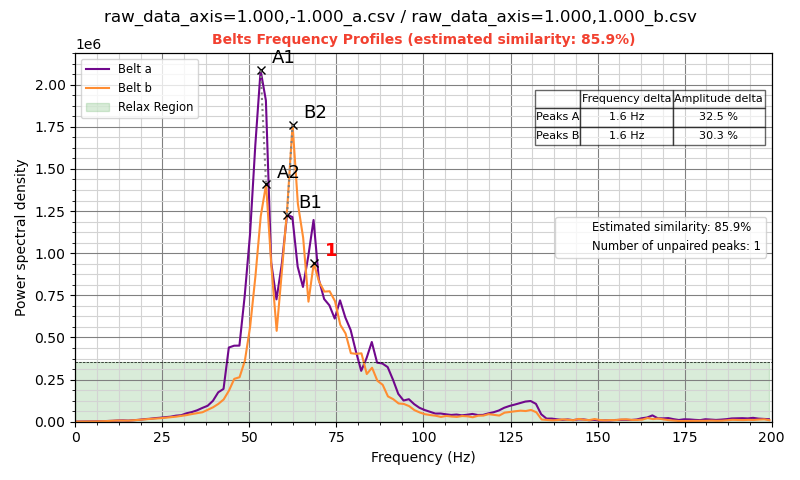 raw_data_axis=1.000,-1.000_a.csv / raw_data_axis=1.000,1.000_b.csv
Belts Frequency Profiles (estimated similarity: 85.9%)
1e6
Belt a
Belt b
Relax Region
A1
B2
A2
B1
1
Frequency delta Amplitude delta
Peaks A 1.6 Hz 32.5 %
Peaks B 1.6 Hz 30.3 %
Estimated similarity: 85.9%
Number of unpaired peaks: 1
Power spectral density
2.00
1.75
1.50
1.25
1.00
0.75
0.50
0.25
0.00
0 25 50 75 100 125 150 175 200
Frequency (Hz)